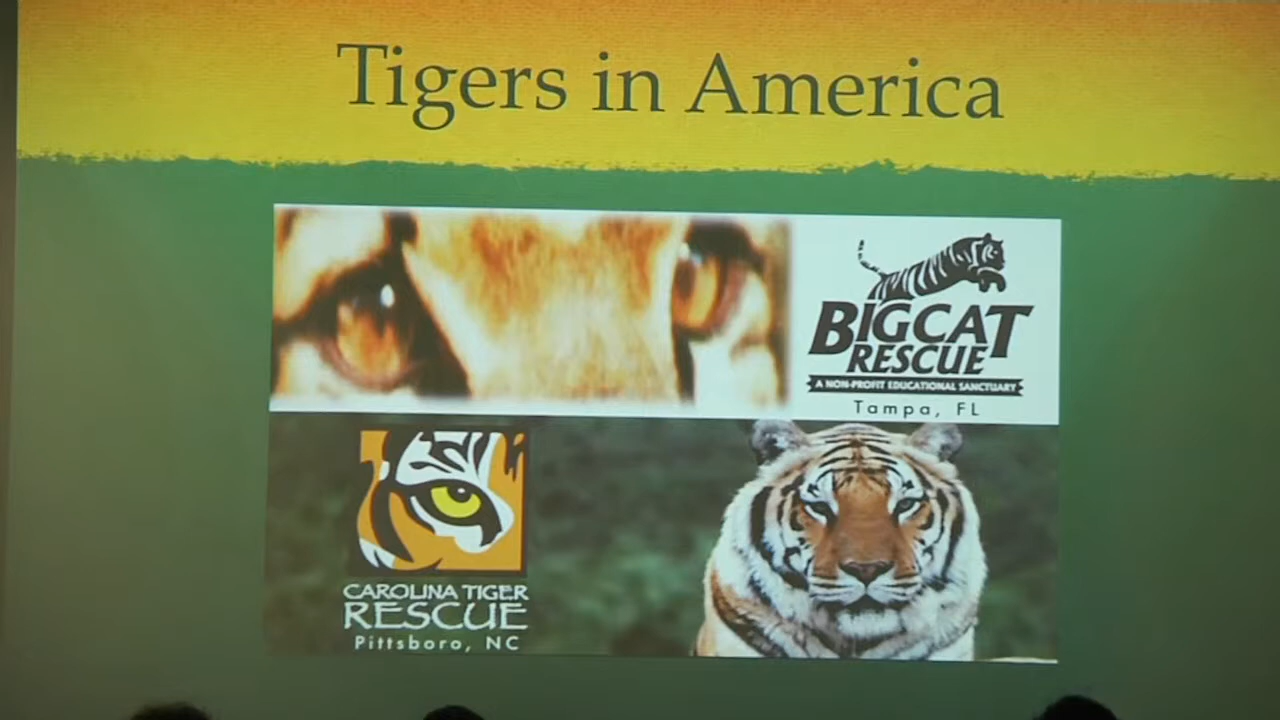 Tigers in America
BIGCAT
RESCUE
A NON-PROFIT EDUCATIONAL SANCTUARY
Tampa, FL
CAROLINA TIGER
RESCUE
Pittsboro, NC